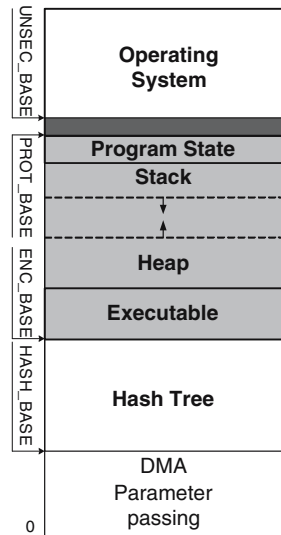 UNSEC_BASE
Operating
System
PROT_BASE
Program State
Stack
ENC_BASE
Heap
Executable
HASH_BASE
Hash Tree
DMA
Parameter
passing
0